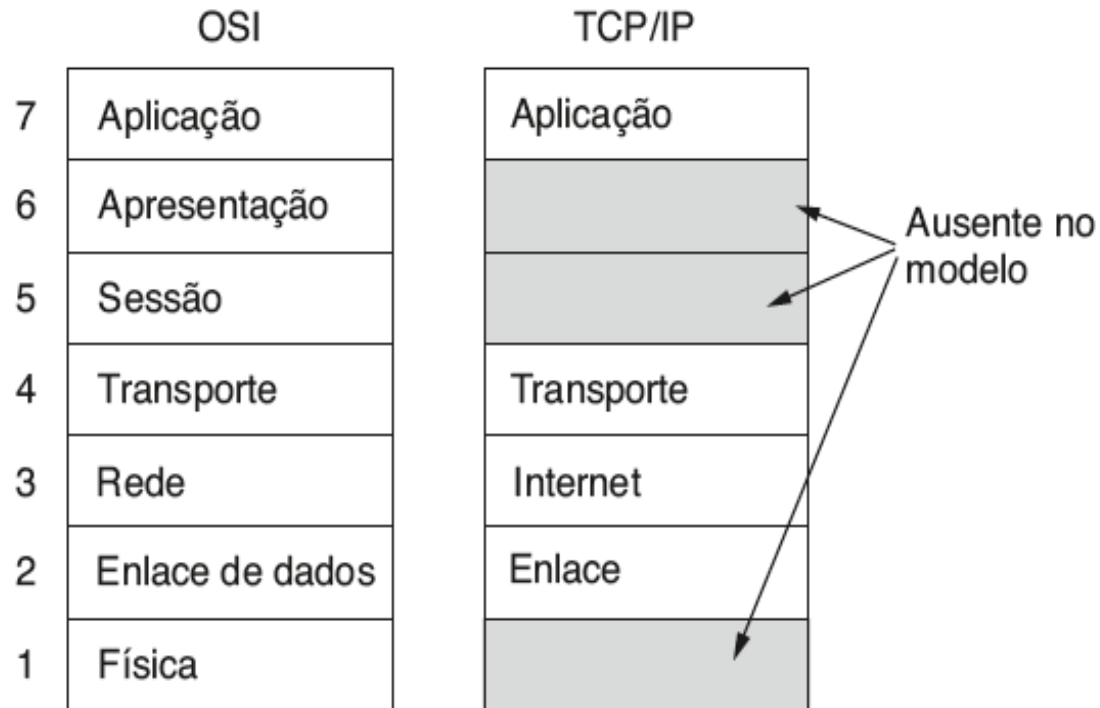 OSI TCP/IP
7 Aplicação Aplicação
6 Apresentação
Ausente no
modelo
5 Sessão
4 Transporte Transporte
3 Rede Internet
2 Enlace de dados Enlace
1 Física